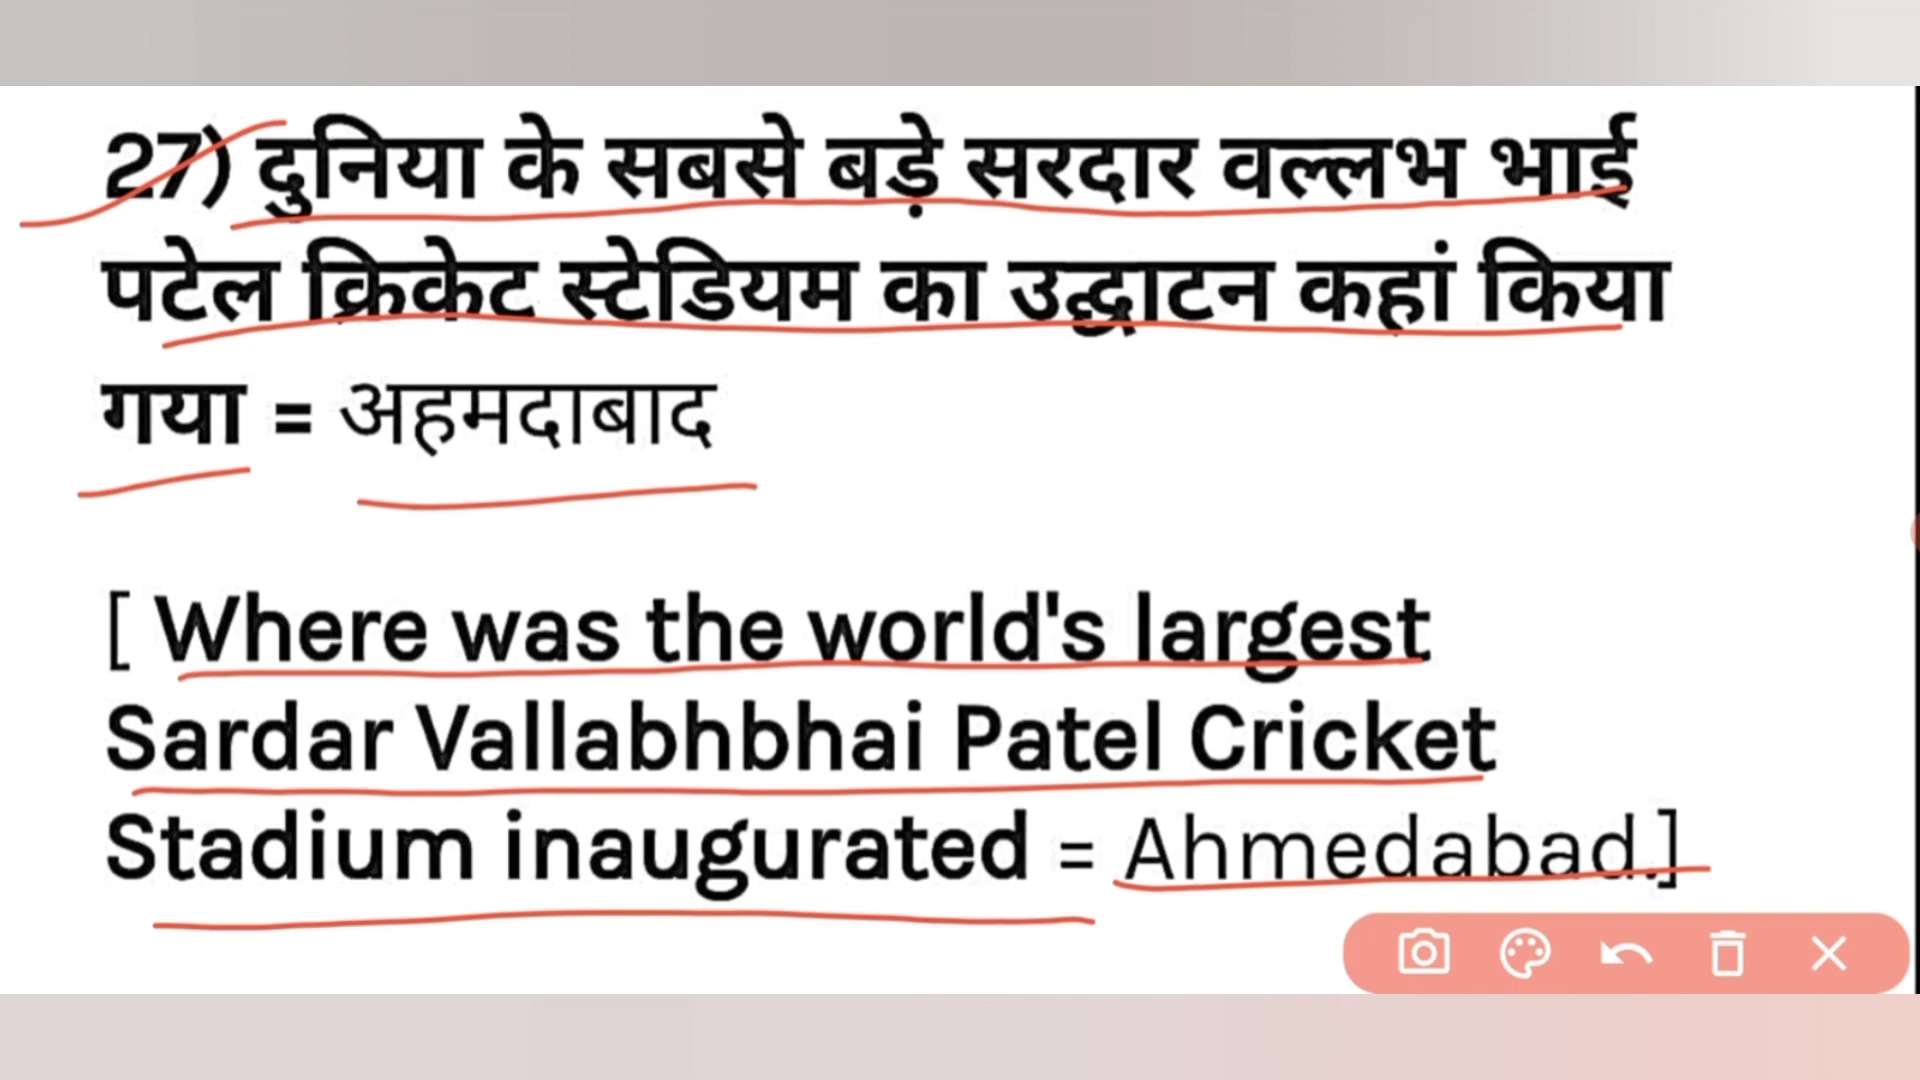 27) दुनिया के सबसे बड़े सरदार वल्लभ भाई
पटेल क्रिकेट स्टेडियम का उद्घाटन कहां किया
गया = अहमदाबाद
[ Where was the world's largest
Sardar Vallabhbhai Patel Cricket
Stadium inaugurated = Ahmedabad.]